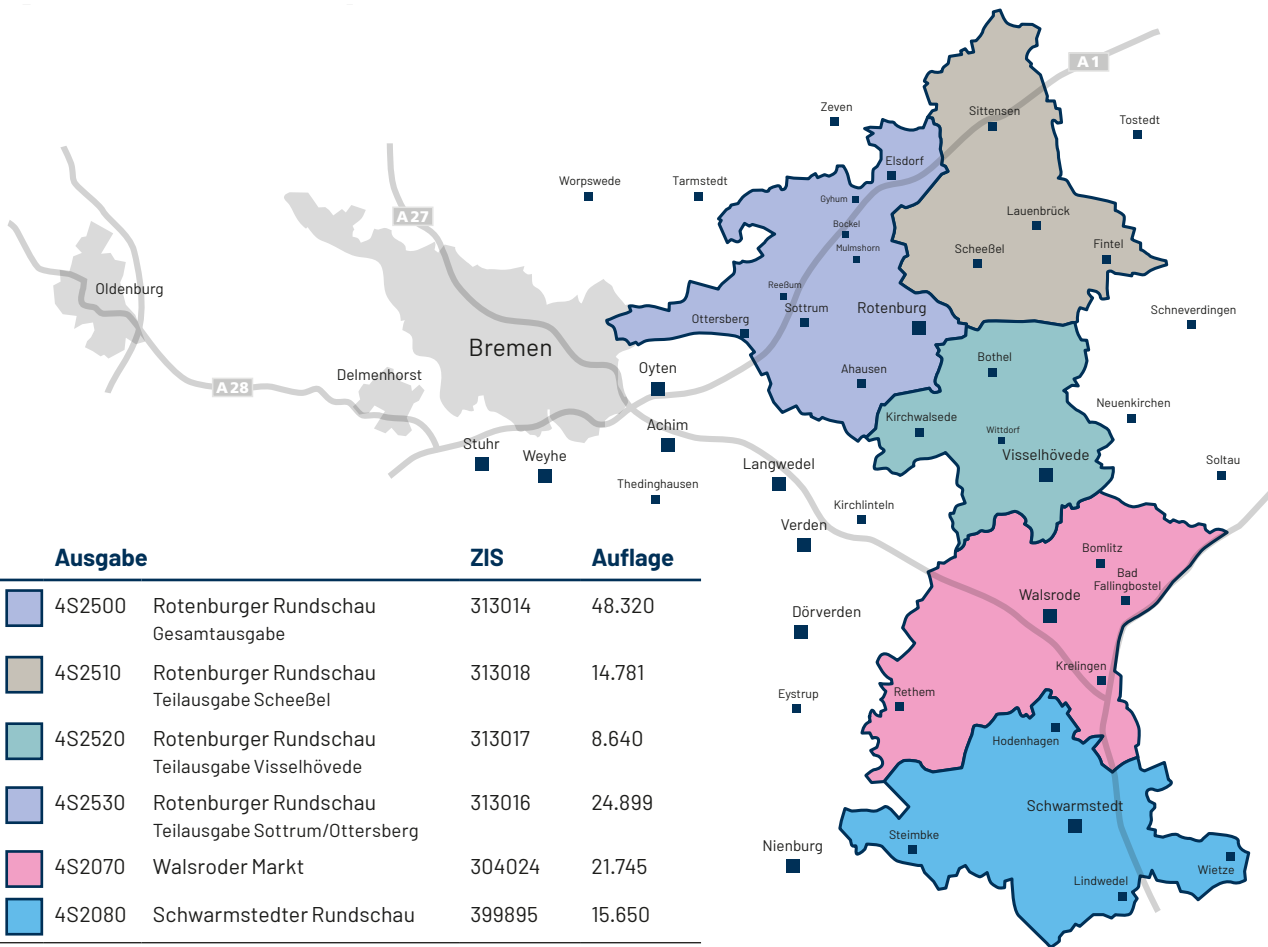 A 1
Zeven
Sittensen
Tostedt
Elsdorf
Worpswede
Tarmstedt
Gyhum
A 27
Lauenbrück
Bockel
Mulmshorn
Scheeßel
Fintel
Oldenburg
Reeßum
Sottrum
Rotenburg
Schneverdingen
Ottersberg
Bremen
Bothel
Oyten
Ahausen
Delmenhorst
A 28
Neuenkirchen
Kirchwalsede
Achim
Wittdorf
Stuhr
Weyhe
Visselhövede
Langwedel
Soltau
Thedinghausen
Kirchlinteln
Verden
Bomlitz
Bad
Fallingbostel
Walsrode
Dörverden
Krelingen
Eystrup
Rethem
Hodenhagen
Schwarmstedt
Steimbke
Nienburg
Wietze
Lindwedel
Ausgabe ZIS Auflage
4S2500 Rotenburger Rundschau 313014 48.320
Gesamtausgabe
4S2510 Rotenburger Rundschau 313018 14.781
Teilausgabe Scheeßel
4S2520 Rotenburger Rundschau 313017 8.640
Teilausgabe Visselhövede
4S2530 Rotenburger Rundschau 313016 24.899
Teilausgabe Sottrum/Ottersberg
4S2070 Walsroder Markt 304024 21.745
4S2080 Schwarmstedter Rundschau 399895 15.650